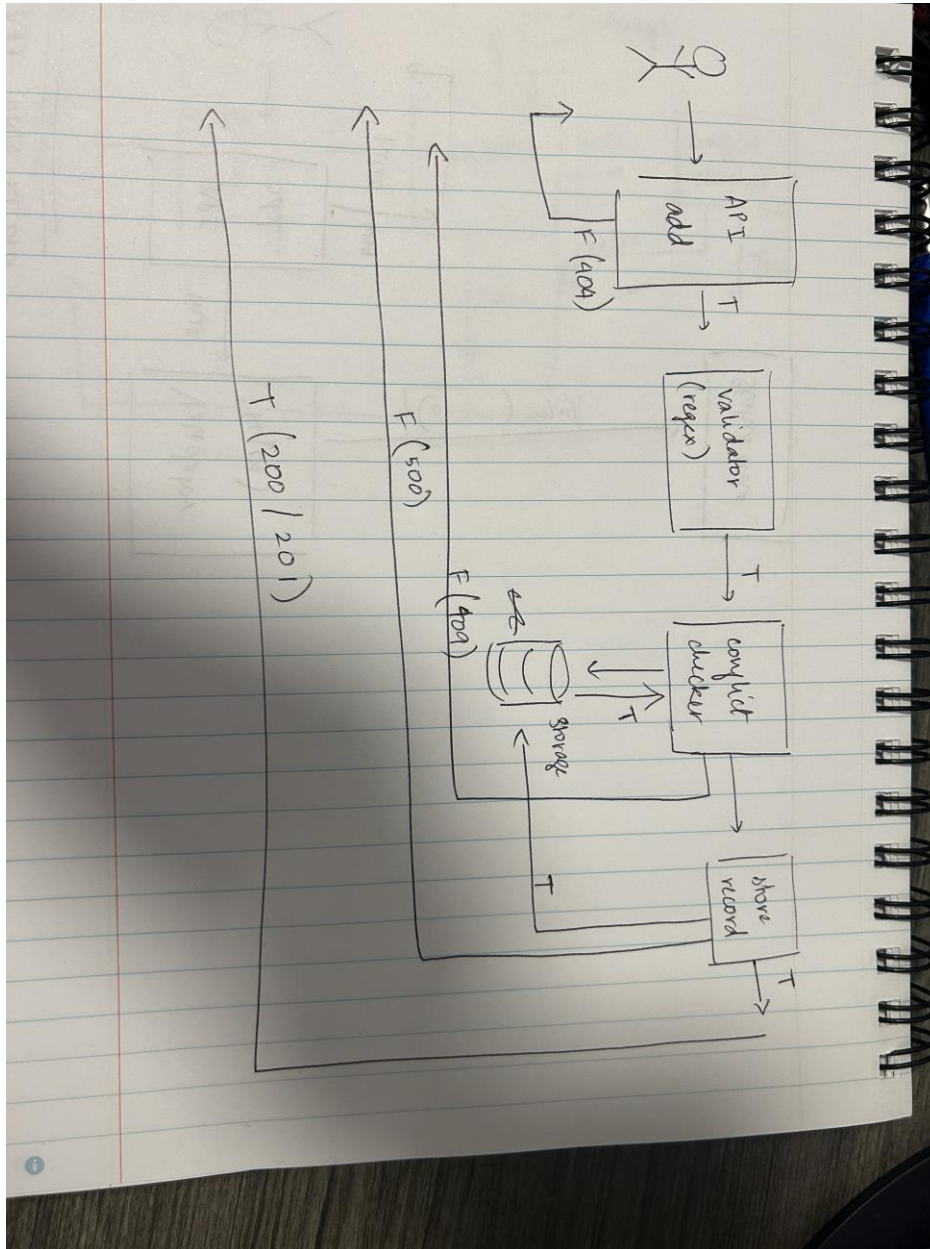 API
add
T
F (404)
validator
(regex)
T
conflict
checker
T
storage
F (409)
store
record
T
T
F (500)
T (200 / 201)